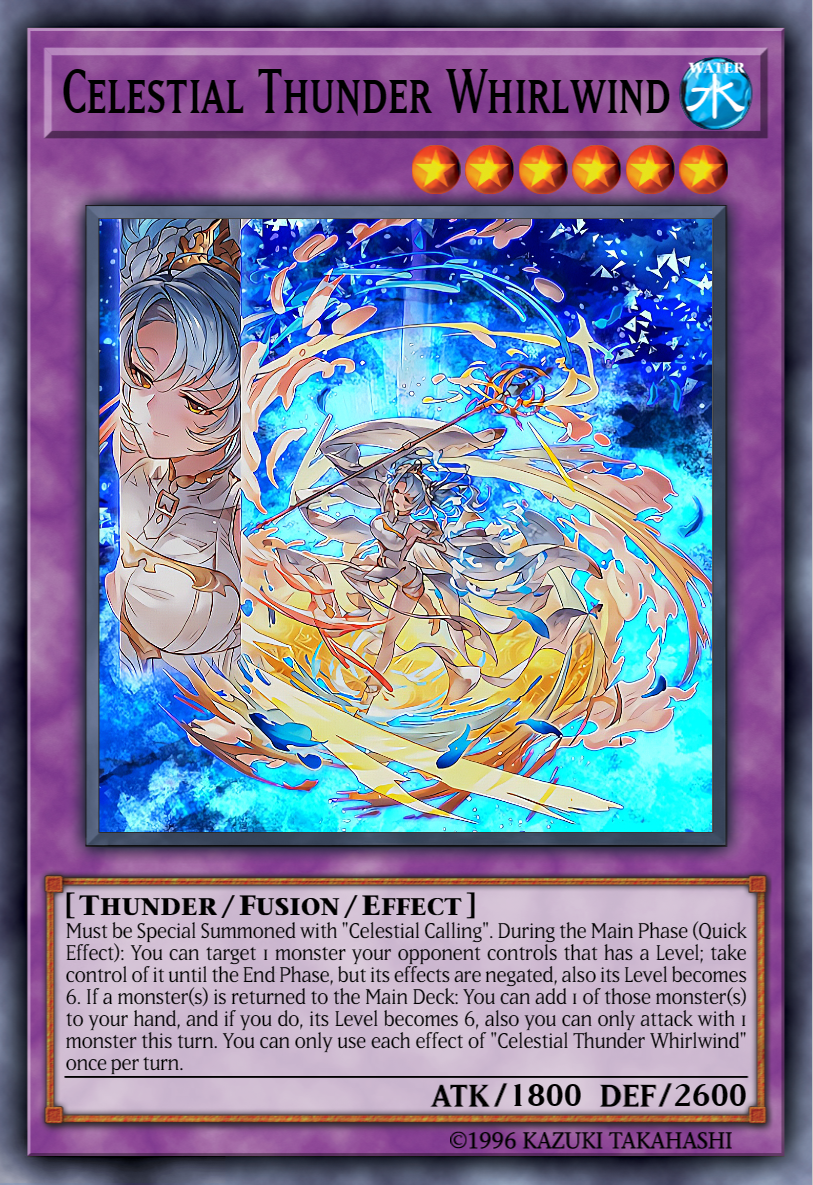 Celestial Thunder Whirlwind
WATER
水
[ Thunder / Fusion / Effect ]
Must be Special Summoned with "Celestial Calling". During the Main Phase (Quick
Effect): You can target 1 monster your opponent controls that has a Level; take
control of it until the End Phase, but its effects are negated, also its Level becomes
6. If a monster(s) is returned to the Main Deck: You can add 1 of those monster(s)
to your hand, and if you do, its Level becomes 6, also you can only attack with 1
monster this turn. You can only use each effect of "Celestial Thunder Whirlwind"
once per turn.
ATK/1800 DEF/2600
©1996 KAZUKI TAKAHASHI